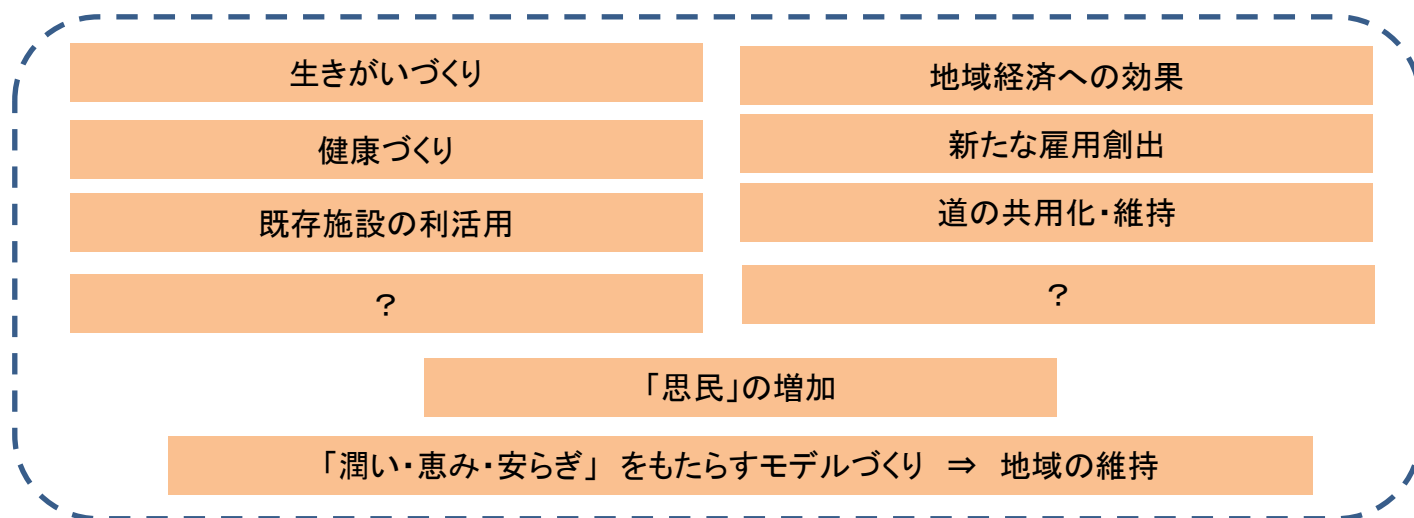 生きがいづくり
地域経済への効果
健康づくり
新たな雇用創出
既存施設の利活用
道の共用化・維持
?
?
「思民」の増加
「潤い・恵み・安らぎ」 をもたらすモデルづくり ⇒ 地域の維持